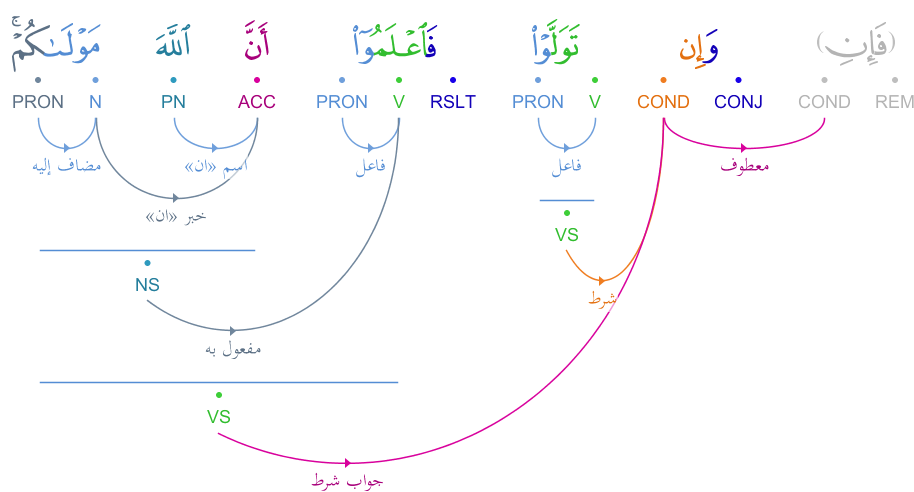 (فَإِنِ) وَإِن تَوَلَّوْا۟ فَٱعْلَمُوٓا۟ أَنَّ ٱللَّهَ مَوْلَىٰكُمْ ۚ
PRON N PN ACC PRON V RSLT PRON V COND CONJ COND REM
مضاف إليه اسم «ان» فاعل فاعل معطوف
خبر «ان»
VS
NS
شرط
مفعول به
VS
جواب شرط